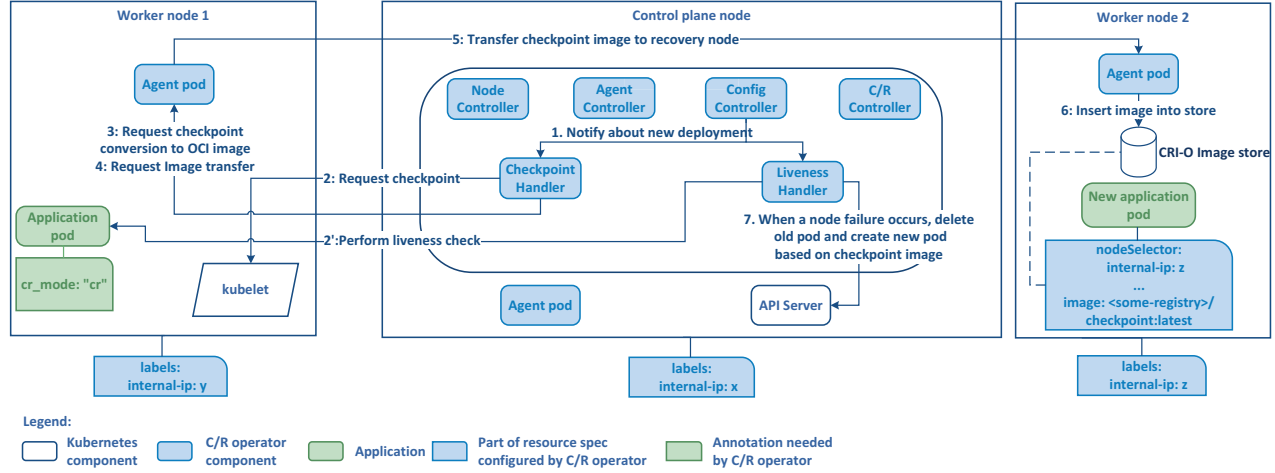 Worker node 1
Control plane node
Worker node 2
5: Transfer checkpoint image to recovery node
Agent pod
Agent pod
Node
Controller
Agent
Controller
Config
Controller
C/R
Controller
6: Insert image into store
3: Request checkpoint
conversion to OCI image
4: Request Image transfer
1. Notify about new deployment
CRI-O Image store
2: Request checkpoint
Checkpoint
Handler
Liveness
Handler
New application
pod
Application
pod
2':Perform liveness check
7. When a node failure occurs, delete
old pod and create new pod
based on checkpoint image
nodeSelector:
internal-ip: z
...
image: <some-registry>/
checkpoint:latest
cr_mode: "cr"
kubelet
Agent pod
API Server
labels:
internal-ip: y
labels:
internal-ip: x
labels:
internal-ip: z
Legend:
Kubernetes
component
C/R operator
component
Application
Part of resource spec
configured by C/R operator
Annotation needed
by C/R operator